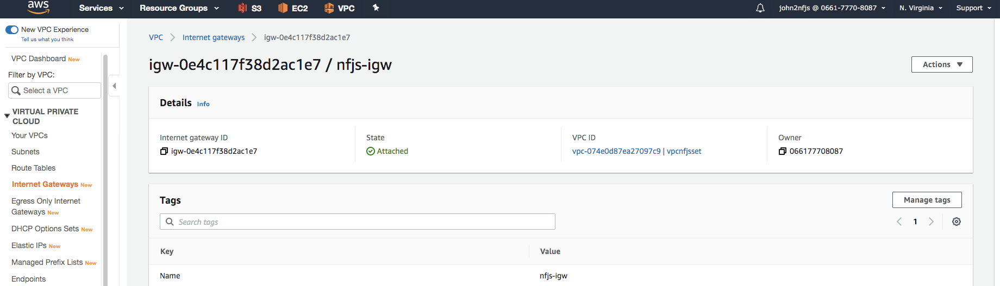 aws Services Resource Groups S3 EC2 VPC john2nfjs @ 0661-7770-8087 N. Virginia Support
New VPC Experience
Tell us what you think
VPC Dashboard New
Filter by VPC:
Select a VPC
VIRTUAL PRIVATE
CLOUD
Your VPCs
Subnets
Route Tables
Internet Gateways New
Egress Only Internet
Gateways New
DHCP Options Sets New
Elastic IPs New
Managed Prefix Lists New
Endpoints
VPC Internet gateways igw-0e4c117f38d2ac1e7
igw-0e4c117f38d2ac1e7 / nfjs-igw
Actions
Details Info
Internet gateway ID State VPC ID Owner
igw-0e4c117f38d2ac1e7 Attached vpc-074e0d87ea27097c9 | vpcnfjsset 066177708087
Tags
Manage tags
Search tags
1
Key Value
Name nfjs-igw